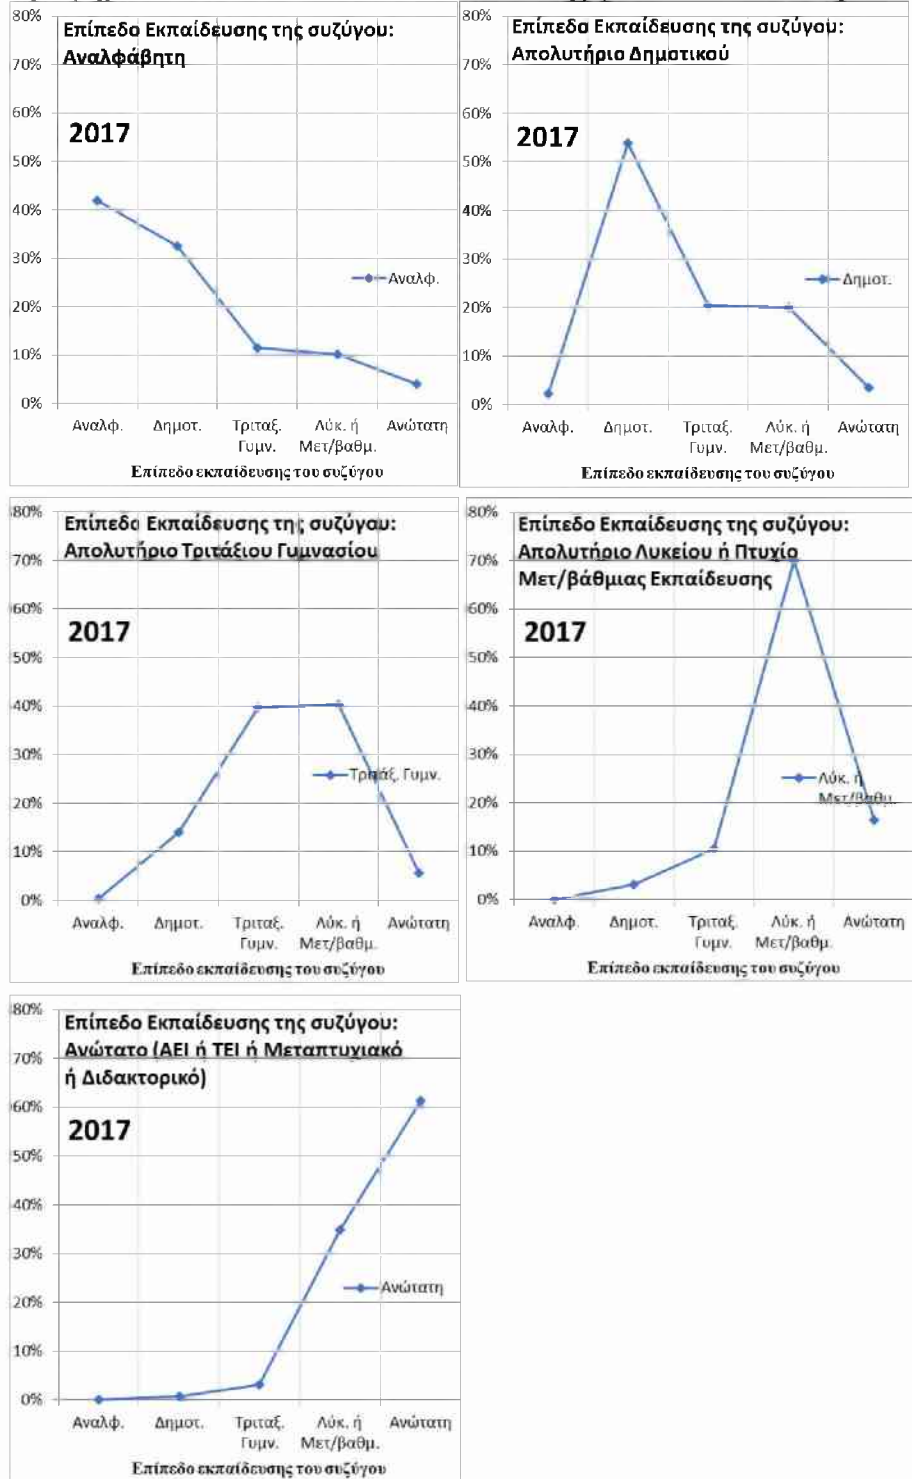 80%
Επίπεδο Εκπαίδευσης της συζύγου:
Αναλφάβητη
70%
60%
2017
50%
40%
30%
Αναλφ.
20%
10%
0%
Αναλφ. Δημοτ. Τριταξ. Γυμν. Λύκ. ή Μετ/βαθμ. Ανώτατη
Επίπεδο εκπαίδευσης του συζύγου
80%
Επίπεδο Εκπαίδευσης της συζύγου:
Απολυτήριο Δημοτικού
70%
60%
2017
50%
40%
30%
Δημοτ.
20%
10%
0%
Αναλφ. Δημοτ. Τριταξ. Γυμν. Λύκ. ή Μετ/βαθμ. Ανώτατη
Επίπεδο εκπαίδευσης του συζύγου
80%
Επίπεδο Εκπαίδευσης της συζύγου:
Απολυτήριο Τριτάξιου Γυμνασίου
70%
60%
2017
50%
40%
30%
Τριτάξ. Γυμν.
20%
10%
0%
Αναλφ. Δημοτ. Τριταξ. Γυμν. Λύκ. ή Μετ/βαθμ. Ανώτατη
Επίπεδο εκπαίδευσης του συζύγου
80%
Επίπεδο Εκπαίδευσης της συζύγου:
Απολυτήριο Λυκείου ή Πτυχίο
70%
Μετ/βάθμιας Εκπαίδευσης
60%
2017
50%
40%
30%
Λύκ. ή
Μετ/βαθμ.
20%
10%
0%
Αναλφ. Δημοτ. Τριταξ. Γυμν. Λύκ. ή Μετ/βαθμ. Ανώτατη
Επίπεδο εκπαίδευσης του συζύγου
80%
Επίπεδο Εκπαίδευσης της συζύγου:
Ανώτατο (ΑΕΙ ή ΤΕΙ ή Μεταπτυχιακό
70%
ή Διδακτορικό)
60%
2017
50%
40%
30%
Ανώτατη
20%
10%
0%
Αναλφ. Δημοτ. Τριταξ. Γυμν. Λύκ. ή Μετ/βαθμ. Ανώτατη
Επίπεδο εκπαίδευσης του συζύγου